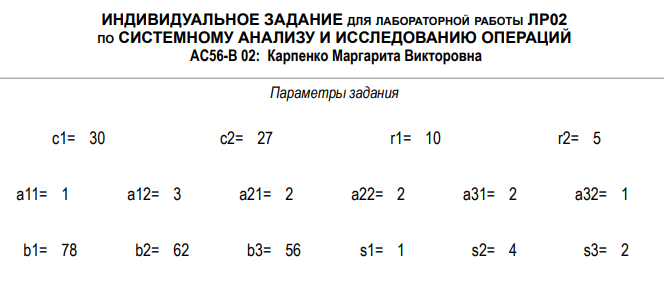 ИНДИВИДУАЛЬНОЕ ЗАДАНИЕ ДЛЯ ЛАБОРАТОРНОЙ РАБОТЫ ЛР02
ПО СИСТЕМНОМУ АНАЛИЗУ И ИССЛЕДОВАНИЮ ОПЕРАЦИЙ
АС56-В 02: Карпенко Маргарита Викторовна
Параметры задания
c1= 30 c2= 27 r1= 10 r2= 5
a11= 1 a12= 3 a21= 2 a22= 2 a31= 2 a32= 1
b1= 78 b2= 62 b3= 56 s1= 1 s2= 4 s3= 2